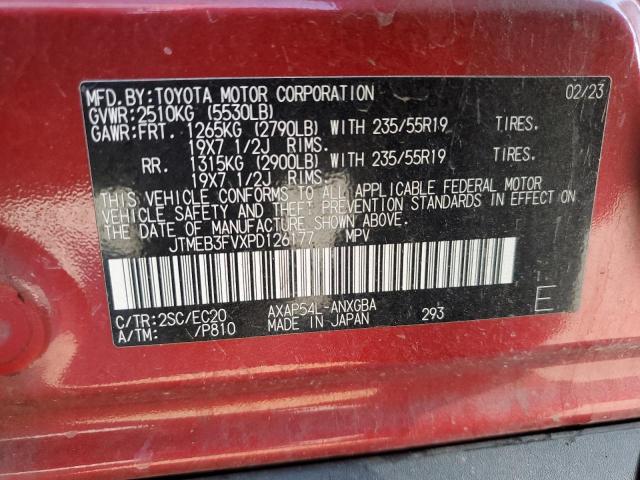 MFD.BY:TOYOTA MOTOR CORPORATION 02/23
GVWR:2510KG (5530LB)
GAWR:FRT. 1265KG (2790LB) WITH 235/55R19 TIRES.
19X7 1/2J RIMS.
RR. 1315KG (2900LB) WITH 235/55R19 TIRES.
19X7 1/2J RIMS.
THIS VEHICLE CONFORMS TO ALL APPLICABLE FEDERAL MOTOR
VEHICLE SAFETY AND BUMPER STANDARDS IN EFFECT ON
THE DATE OF MANUFACTURE SHOWN ABOVE.
JTMEB3FVXPD126177 MPV
C/TR:2SC/EC20 AXAP54L-ANXGBA
A/TM: /P810 MADE IN JAPAN 293
E